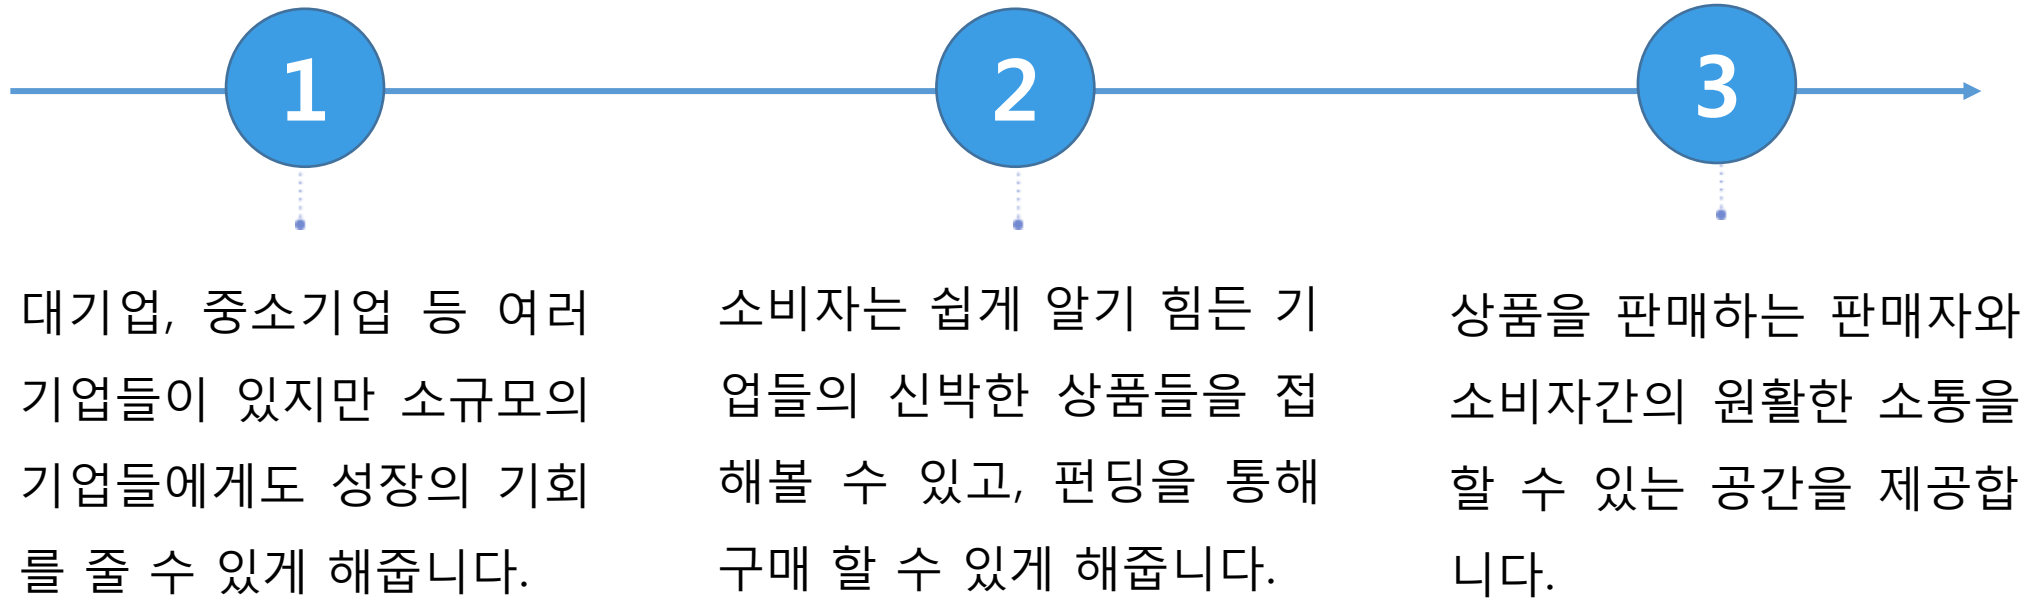 1
대기업, 중소기업 등 여러
기업들이 있지만 소규모의
기업들에게도 성장의 기회
를 줄 수 있게 해줍니다.
2
소비자는 쉽게 알기 힘든 기
업들의 신박한 상품들을 접
해볼 수 있고, 펀딩을 통해
구매 할 수 있게 해줍니다.
3
상품을 판매하는 판매자와
소비자간의 원활한 소통을
할 수 있는 공간을 제공합
니다.